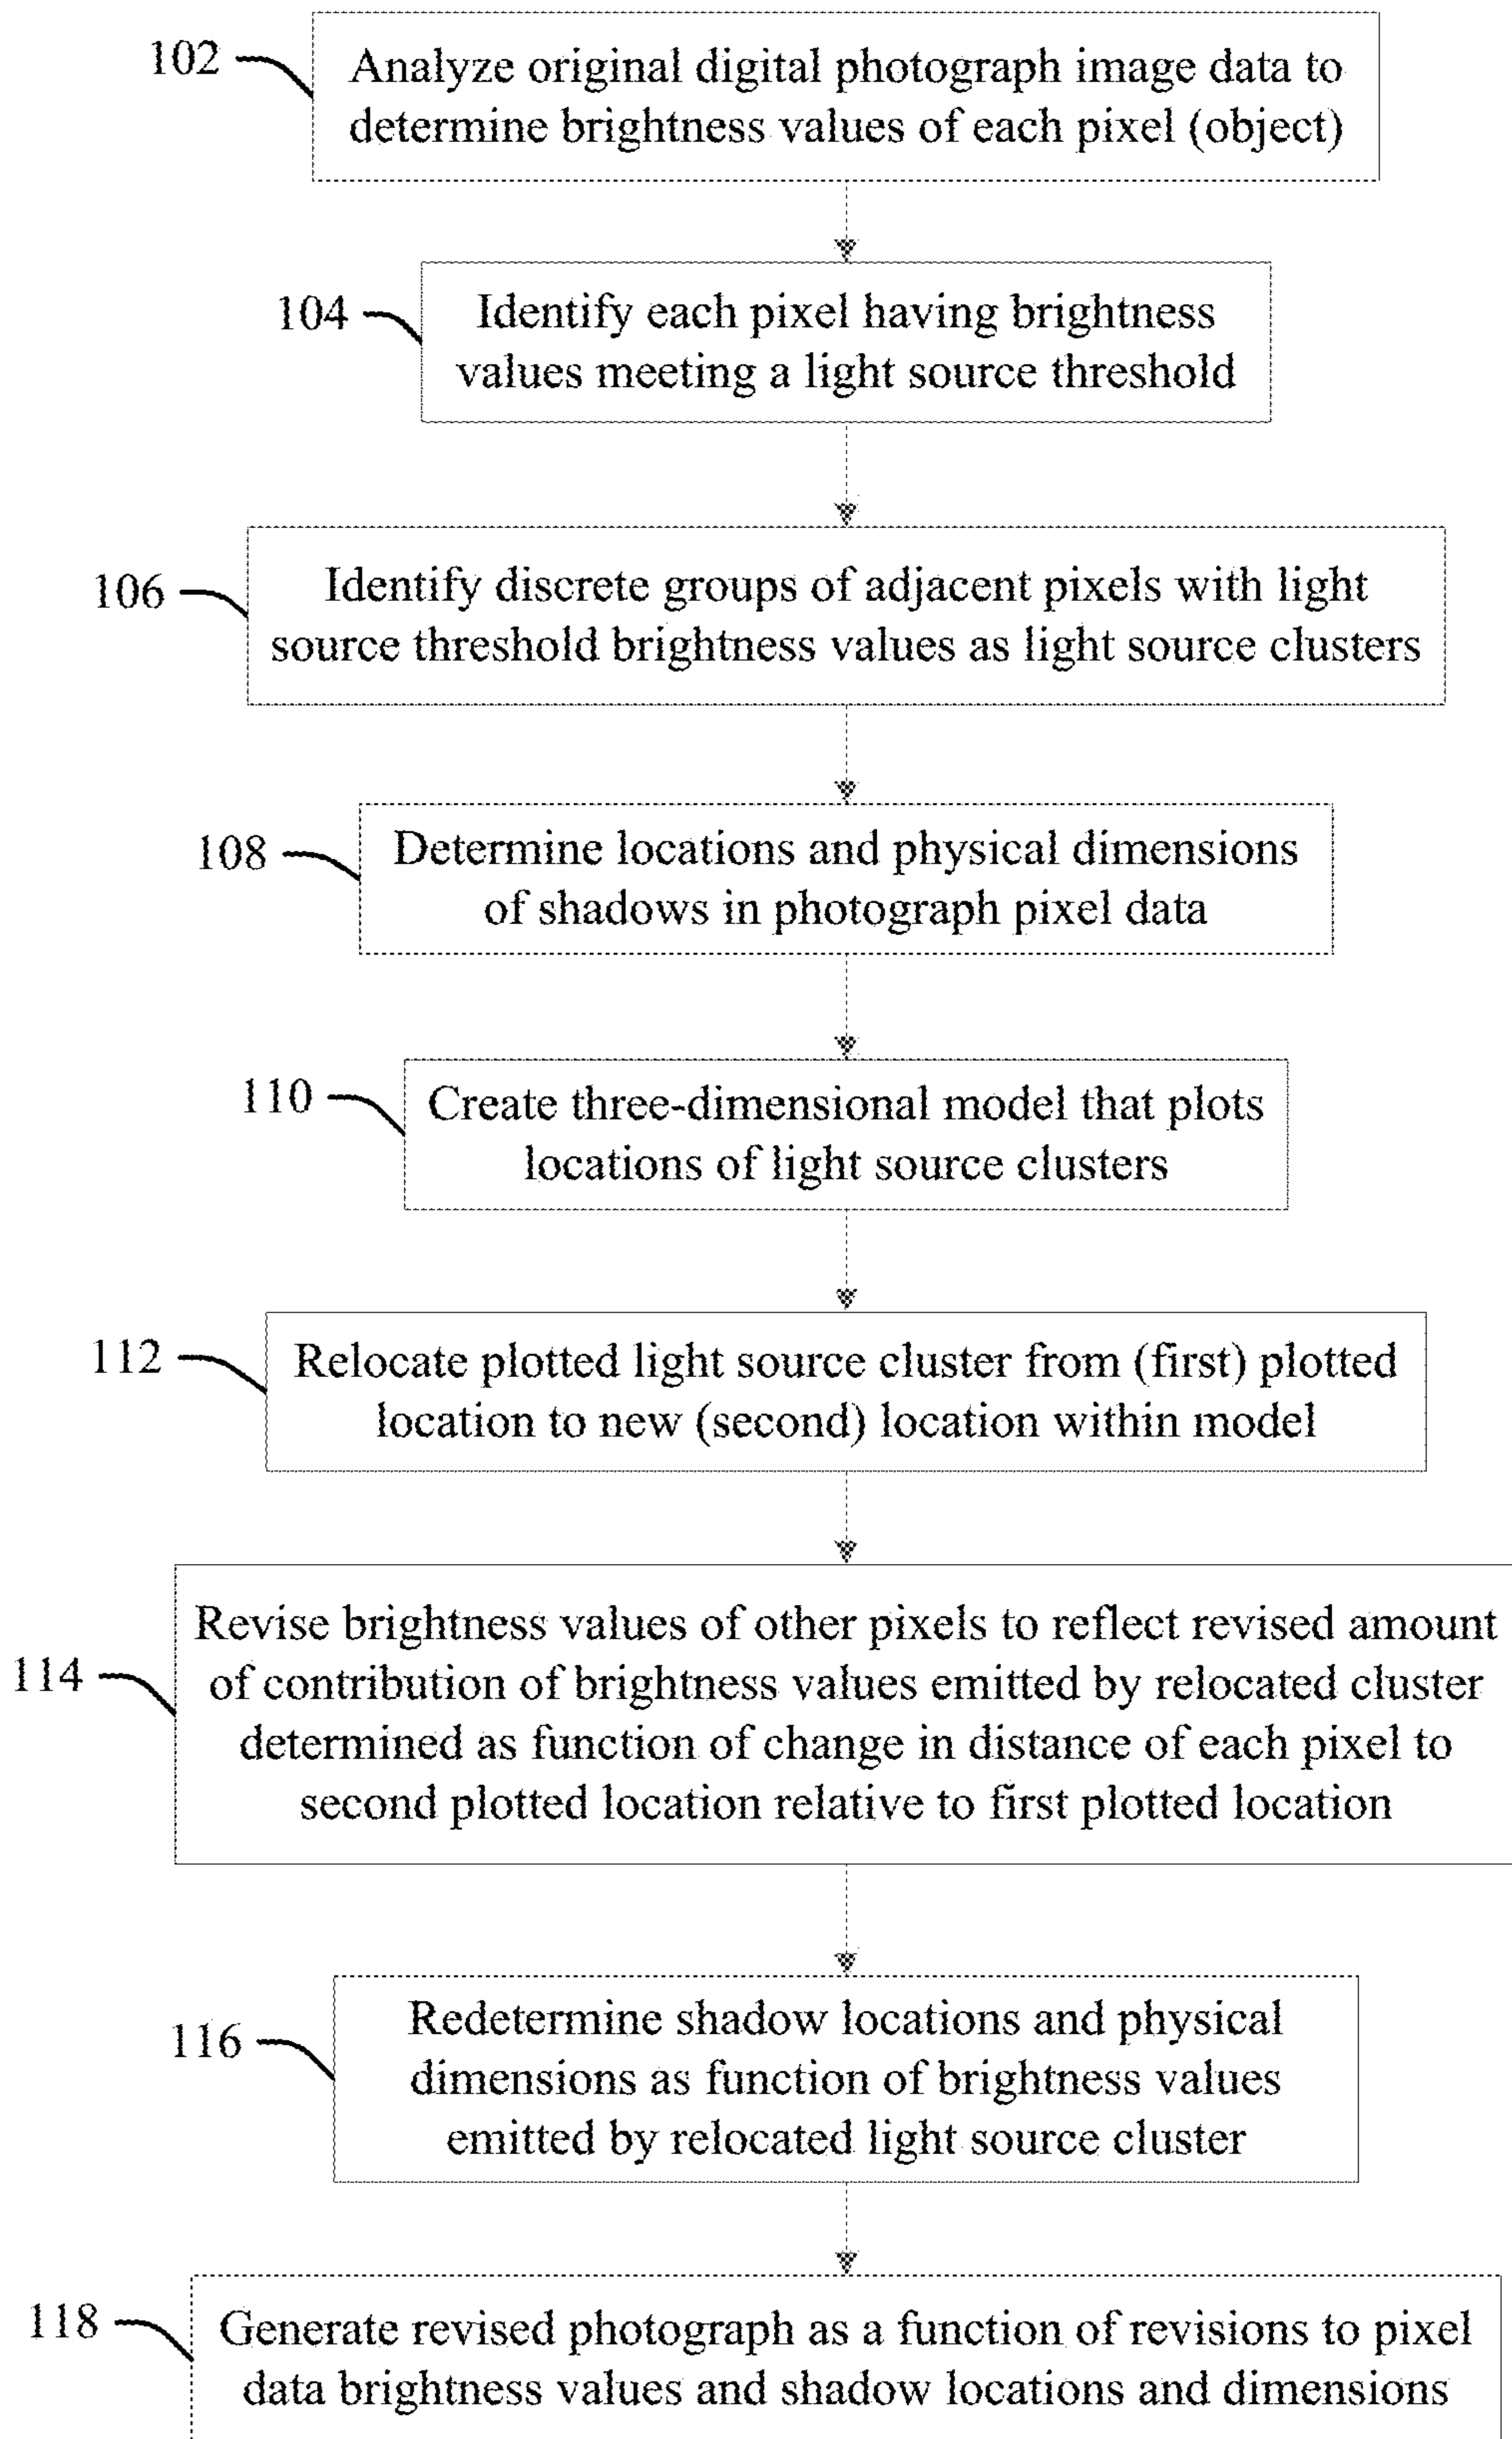 102
Analyze original digital photograph image data to
determine brightness values of each pixel (object)
104
Identify each pixel having brightness
values meeting a light source threshold
106
Identify discrete groups of adjacent pixels with light
source threshold brightness values as light source clusters
108
Determine locations and physical dimensions
of shadows in photograph pixel data
110
Create three-dimensional model that plots
locations of light source clusters
112
Relocate plotted light source cluster from (first) plotted
location to new (second) location within model
114
Revise brightness values of other pixels to reflect revised amount
of contribution of brightness values emitted by relocated cluster
determined as function of change in distance of each pixel to
second plotted location relative to first plotted location
116
Redetermine shadow locations and physical
dimensions as function of brightness values
emitted by relocated light source cluster
118
Generate revised photograph as a function of revisions to pixel
data brightness values and shadow locations and dimensions